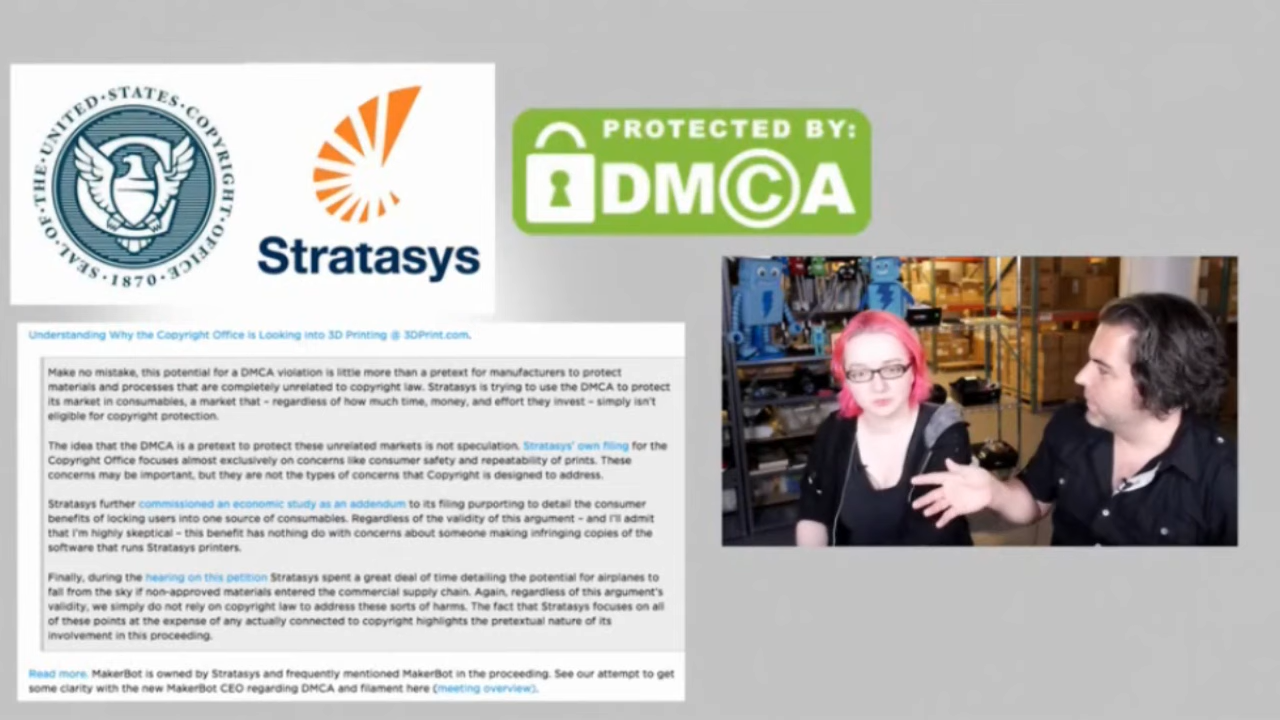 SEAL·OF·THE·UNITED·STATES·COPYRIGHT·OFFICE·
·1870·
Stratasys
PROTECTED BY:
DMCA
Understanding Why the Copyright Office is Looking into 3D Printing @ 3DPrint.com.
Make no mistake, this potential for a DMCA violation is little more than a pretext for manufacturers to protect
materials and processes that are completely unrelated to copyright law. Stratasys is trying to use the DMCA to protect
its market in consumables, a market that – regardless of how much time, money, and effort they invest – simply isn't
eligible for copyright protection.
The idea that the DMCA is a pretext to protect these unrelated markets is not speculation. Stratasys' own filing for the
Copyright Office focuses almost exclusively on concerns like consumer safety and repeatability of prints. These
concerns may be important, but they are not the types of concerns that Copyright is designed to address.
Stratasys further commissioned an economic study as an addendum to its filing purporting to detail the consumer
benefits of locking users into one source of consumables. Regardless of the validity of this argument – and I'll admit
that I'm highly skeptical – this benefit has nothing do with concerns about someone making infringing copies of the
software that runs Stratasys printers.
Finally, during the hearing on this petition Stratasys spent a great deal of time detailing the potential for airplanes to
fall from the sky if non-approved materials entered the commercial supply chain. Again, regardless of this argument's
validity, we simply do not rely on copyright law to address these sorts of harms. The fact that Stratasys focuses on all
of these points at the expense of any actually connected to copyright highlights the pretextual nature of its
involvement in this proceeding.
Read more. MakerBot is owned by Stratasys and frequently mentioned MakerBot in the proceeding. See our attempt to get
some clarity with the new MakerBot CEO regarding DMCA and filament here (meeting overview).